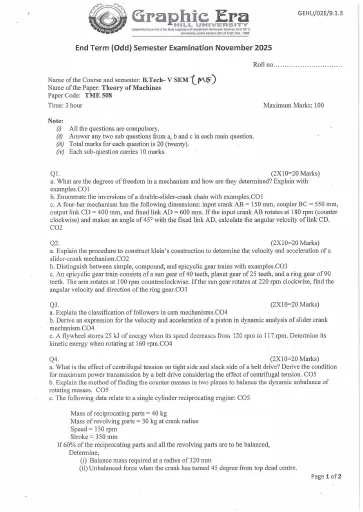 GEHU/02E/9.1.3
Graphic Era
HILL UNIVERSITY
End Term (Odd) Semester Examination November 2025
Roll no..............................
Name of the Course and semester: B.Tech- V SEM (ME)
Name of the Paper: Theory of Machines
Paper Code: TME 508
Time: 3 hour Maximum Marks: 100
Note:
(i) All the questions are compulsory.
(ii) Answer any two sub questions from a, b and c in each main question.
(iii) Total marks for each question is 20 (twenty).
(iv) Each sub-question carries 10 marks.
Q1. (2X10=20 Marks)
a. What are the degrees of freedom in a mechanism and how are they determined? Explain with
examples.CO1
b. Enumerate the inversions of a double-slider-crank chain with examples.CO1
c. A four-bar mechanism has the following dimensions: input crank AB = 150 mm, coupler BC = 550 mm,
output link CD = 400 mm, and fixed link AD = 600 mm. If the input crank AB rotates at 180 rpm (counter
clockwise) and makes an angle of 45° with the fixed link AD, calculate the angular velocity of link CD.
CO2
Q2. (2X10=20 Marks)
a. Explain the procedure to construct klein's construction to determine the velocity and acceleration of a
slider-crank mechanism.CO2
b. Distinguish between simple, compound, and epicyclic gear trains with examples.CO3
c. An epicyclic gear train consists of a sun gear of 40 teeth, planet gear of 25 teeth, and a ring gear of 90
teeth. The arm rotates at 100 rpm counterclockwise. If the sun gear rotates at 220 rpm clockwise, find the
angular velocity and direction of the ring gear.CO3
Q3. (2X10=20 Marks)
a. Explain the classification of followers in cam mechanisms.CO4
b. Derive an expression for the velocity and acceleration of a piston in dynamic analysis of slider crank
mechanism.CO4
c. A flywheel stores 25 kJ of energy when its speed decreases from 120 rpm to 117 rpm. Determine its
kinetic energy when rotating at 160 rpm.CO4
Q4. (2X10=20 Marks)
a. What is the effect of centrifugal tension on tight side and slack side of a belt drive? Derive the condition
for maximum power transmission by a belt drive considering the effect of centrifugal tension. CO5
b. Explain the method of finding the counter masses in two planes to balance the dynamic unbalance of
rotating masses. CO5
c. The following data relate to a single cylinder reciprocating engine: CO5
Mass of reciprocating parts = 40 kg
Mass of revolving parts = 30 kg at crank radius
Speed = 150 rpm
Stroke = 350 mm
If 60% of the reciprocating parts and all the revolving parts are to be balanced,
Determine,
(i) Balance mass required at a radius of 320 mm
(ii) Unbalanced force when the crank has turned 45 degree from top dead centre.
Page 1 of 2